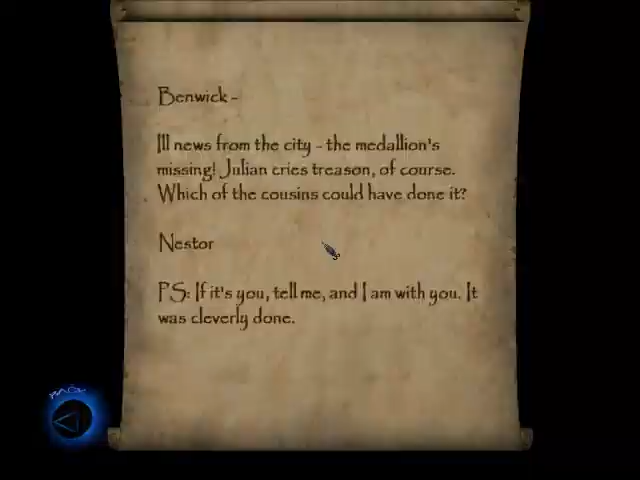 Benwick -
Ill news from the city - the medallion's
missing! Julian cries treason, of course.
Which of the cousins could have done it?
Nestor
PS: If it's you, tell me, and I am with you. It
was cleverly done.